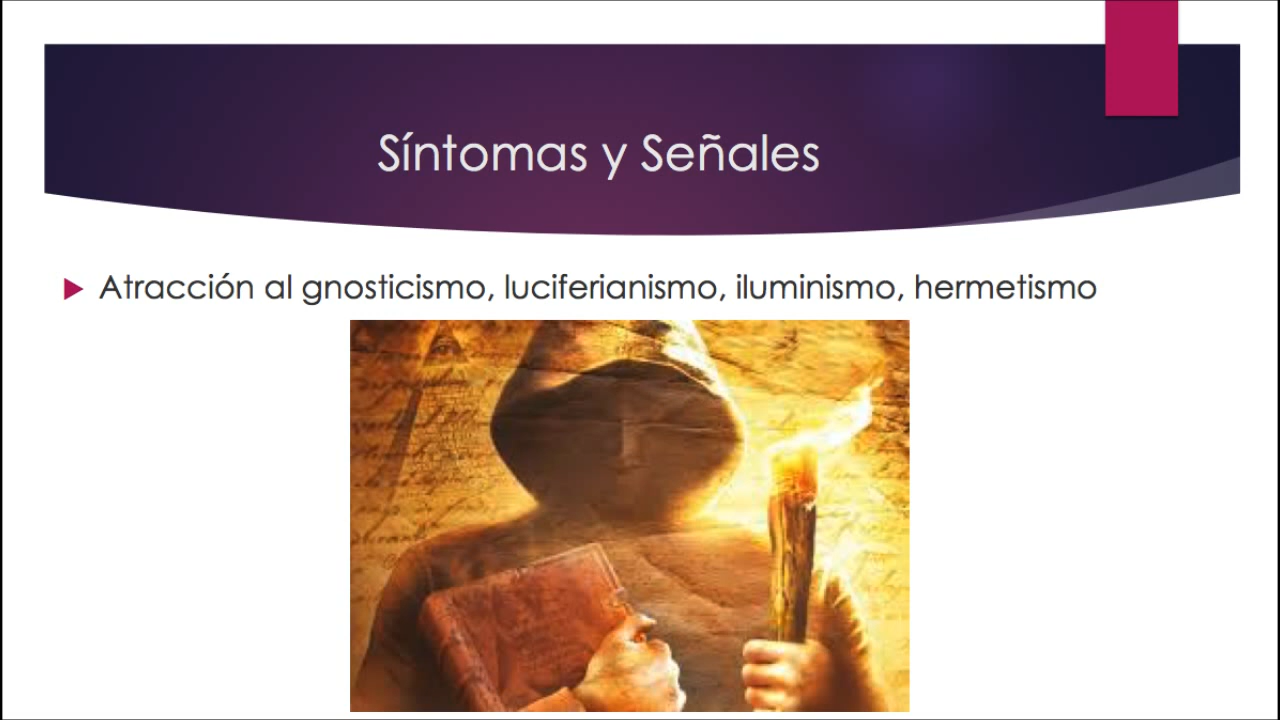 Síntomas y Señales
Atracción al gnosticismo, luciferianismo, iluminismo, hermetismo